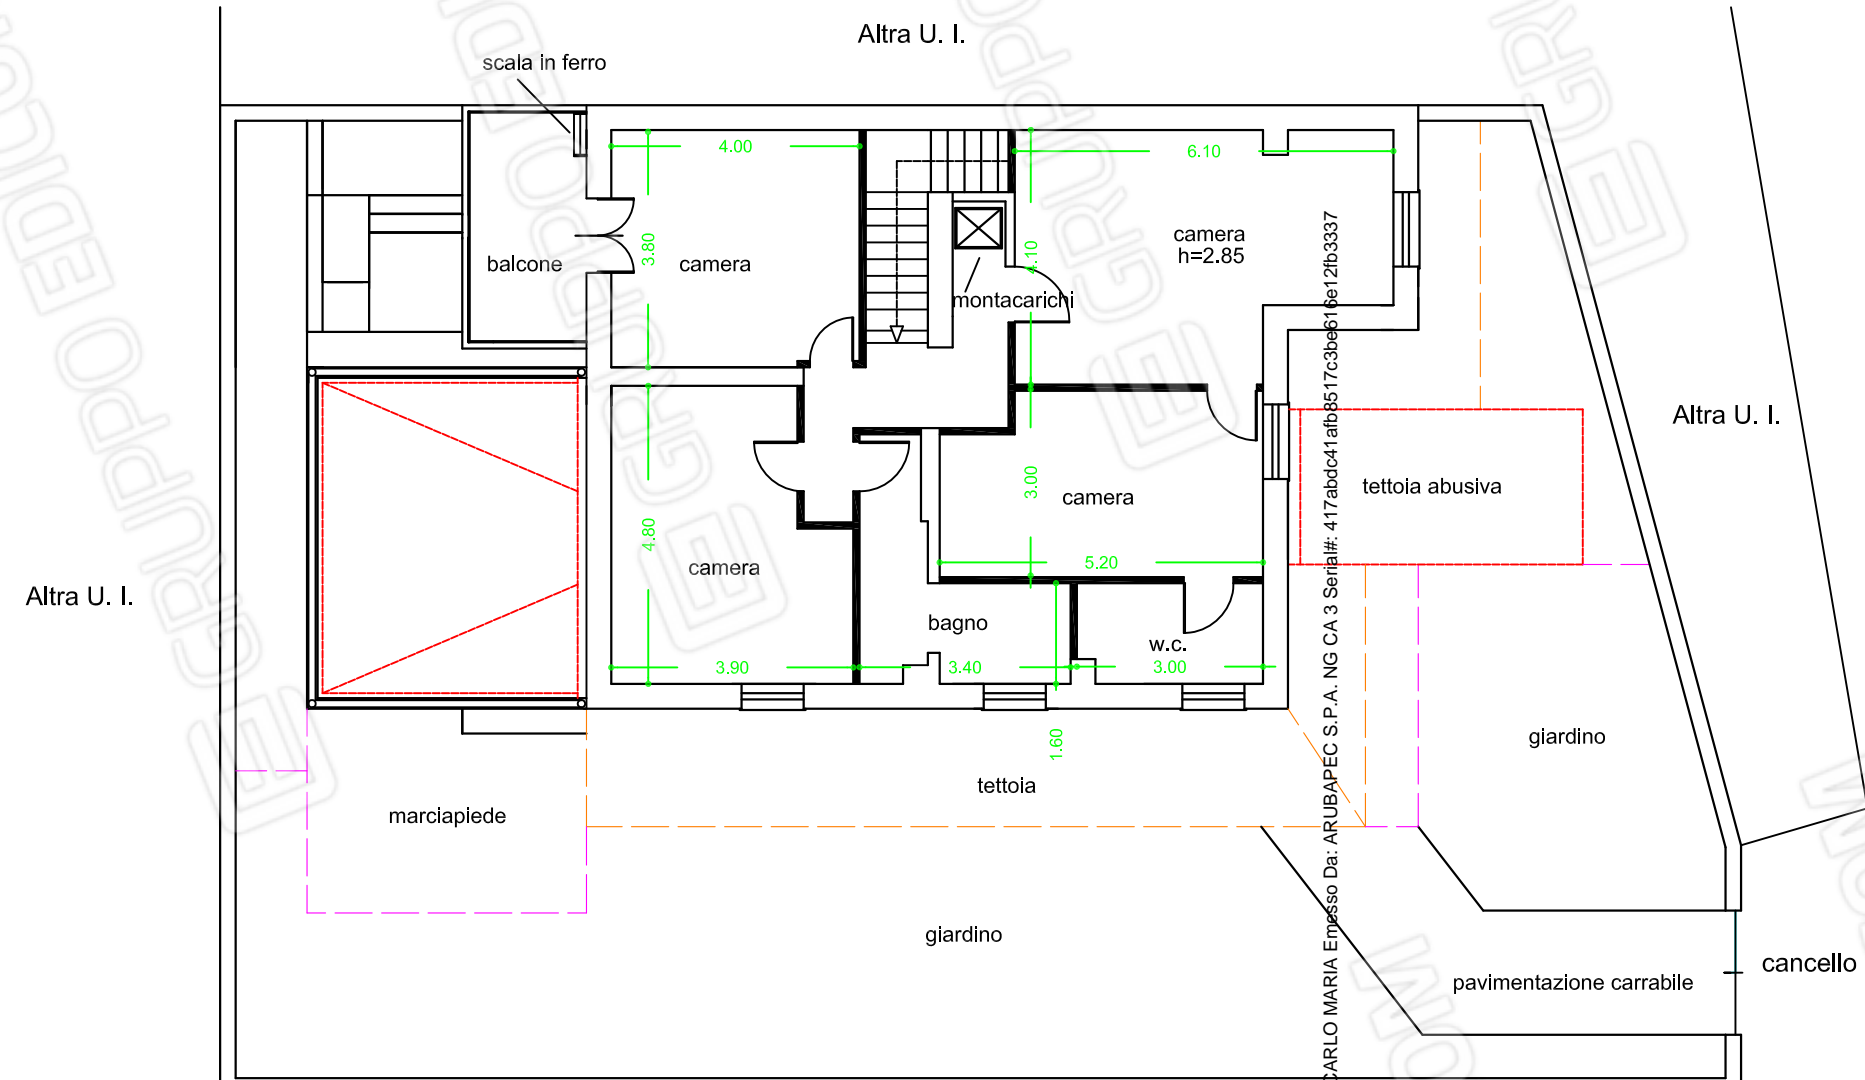 Altra U. I.
scala in ferro
4.00
6.10
3.80
4.10
camera
h=2.85
balcone
camera
montacarichi
Altra U. I.
3.00
camera
tettoia abusiva
4.80
camera
5.20
Altra U. I.
bagno
w.c.
3.90
3.40
3.00
1.60
giardino
tettoia
marciapiede
giardino
cancello
pavimentazione carrabile
CARLO MARIA Emesso Da: ARUBAPEC S.P.A. NG CA 3 Serial#: 417abdc41afb8517c3be616e12fb3337